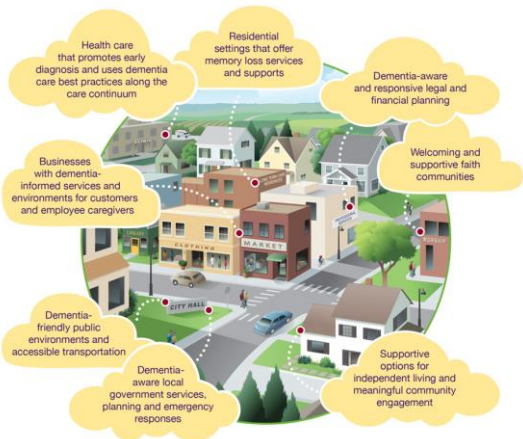 Health care
that promotes early
diagnosis and uses dementia
care best practices along the
care continuum
Residential
settings that offer
memory loss services
and supports
Dementia-aware
and responsive legal and
financial planning
Businesses
with dementia-
informed services and
environments for customers
and employee caregivers
Welcoming and
supportive faith
communities
CLINIC
LIBRARY
CLOTHING
MARKET
CITY HALL
Dementia-
friendly public
environments and
accessible transportation
Dementia-
aware local
government services,
planning and emergency
responses
Supportive
options for
independent living and
meaningful community
engagement